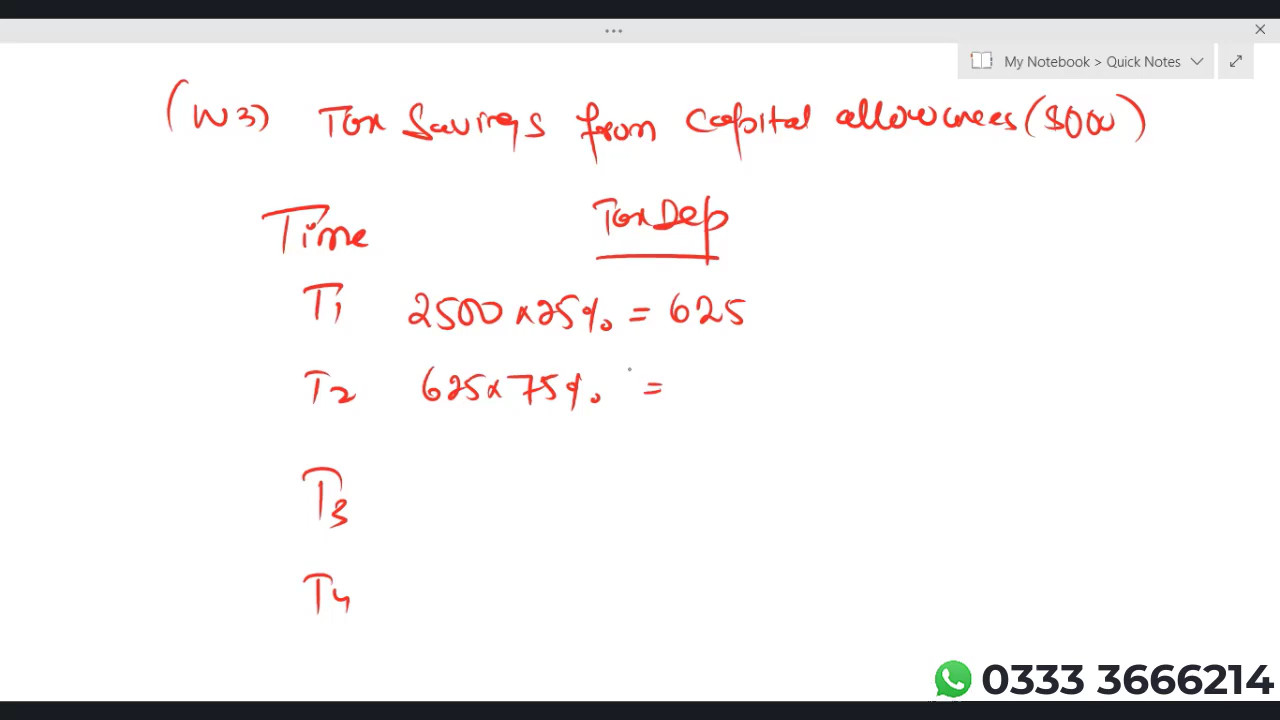 My Notebook > Quick Notes
(W3) Tax Savings from Capital allowances ($000)
Time Tax Dep
T1 2500 x 25% = 625
T2 625 x 75% =
T3
T4
0333 3666214